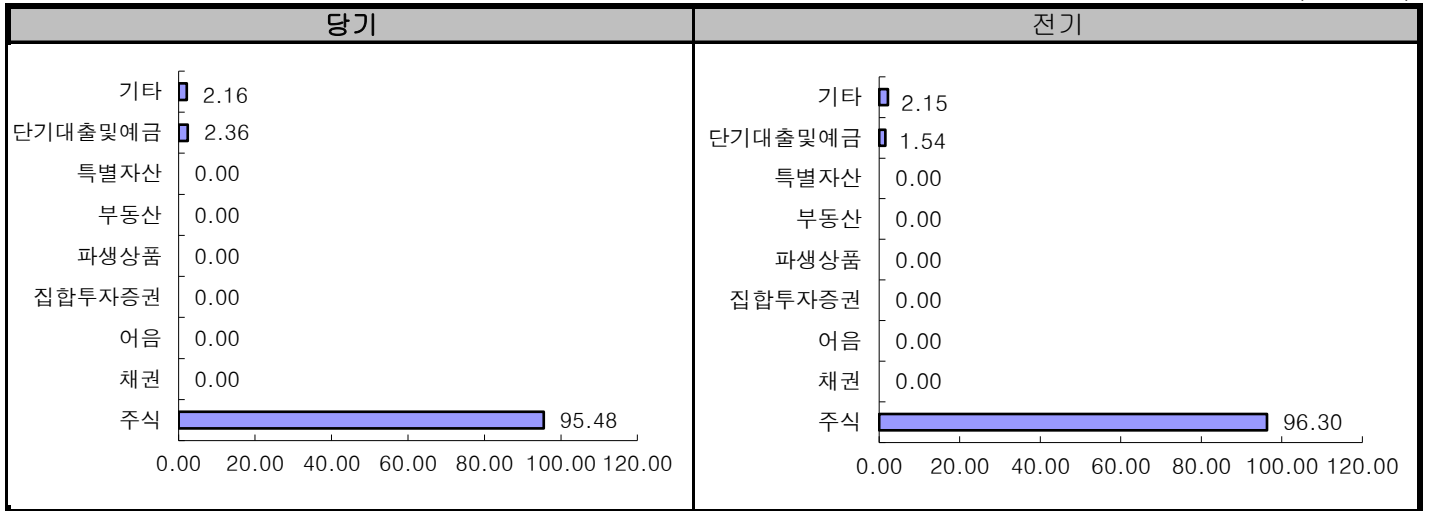 당기
기타 2.16
단기대출및예금 2.36
특별자산 0.00
부동산 0.00
파생상품 0.00
집합투자증권 0.00
어음 0.00
채권 0.00
주식 95.48
0.00 20.00 40.00 60.00 80.00 100.00 120.00
전기
기타 2.15
단기대출및예금 1.54
특별자산 0.00
부동산 0.00
파생상품 0.00
집합투자증권 0.00
어음 0.00
채권 0.00
주식 96.30
0.00 20.00 40.00 60.00 80.00 100.00 120.00